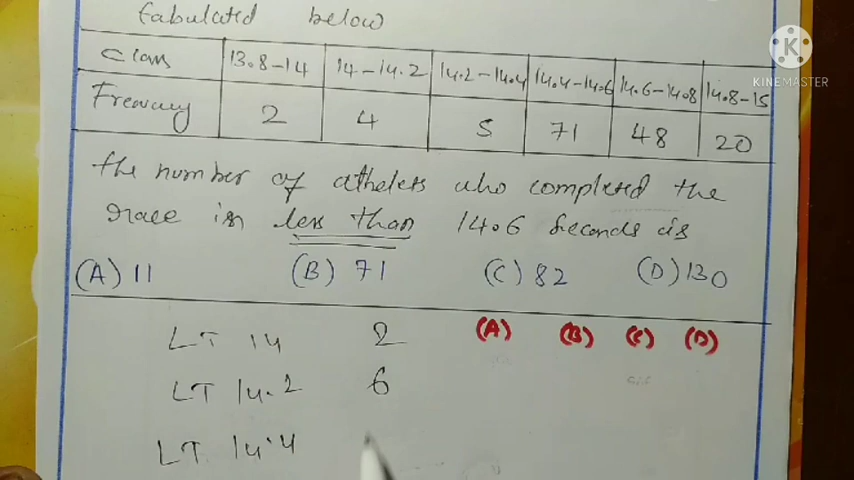 tabulated below
K
KINEMASTER
Class 13.8-14 14-14.2 14.2-14.4 14.4-14.6 14.6-14.8 14.8-15
Frequency 2 4 5 71 48 20
the number of atheletes who completed the
race in less than 14.6 Seconds is
(A) 11 (B) 71 (C) 82 (D) 130
LT 14 2 (A) (B) (C) (D)
LT 14.2 6
LT 14.4